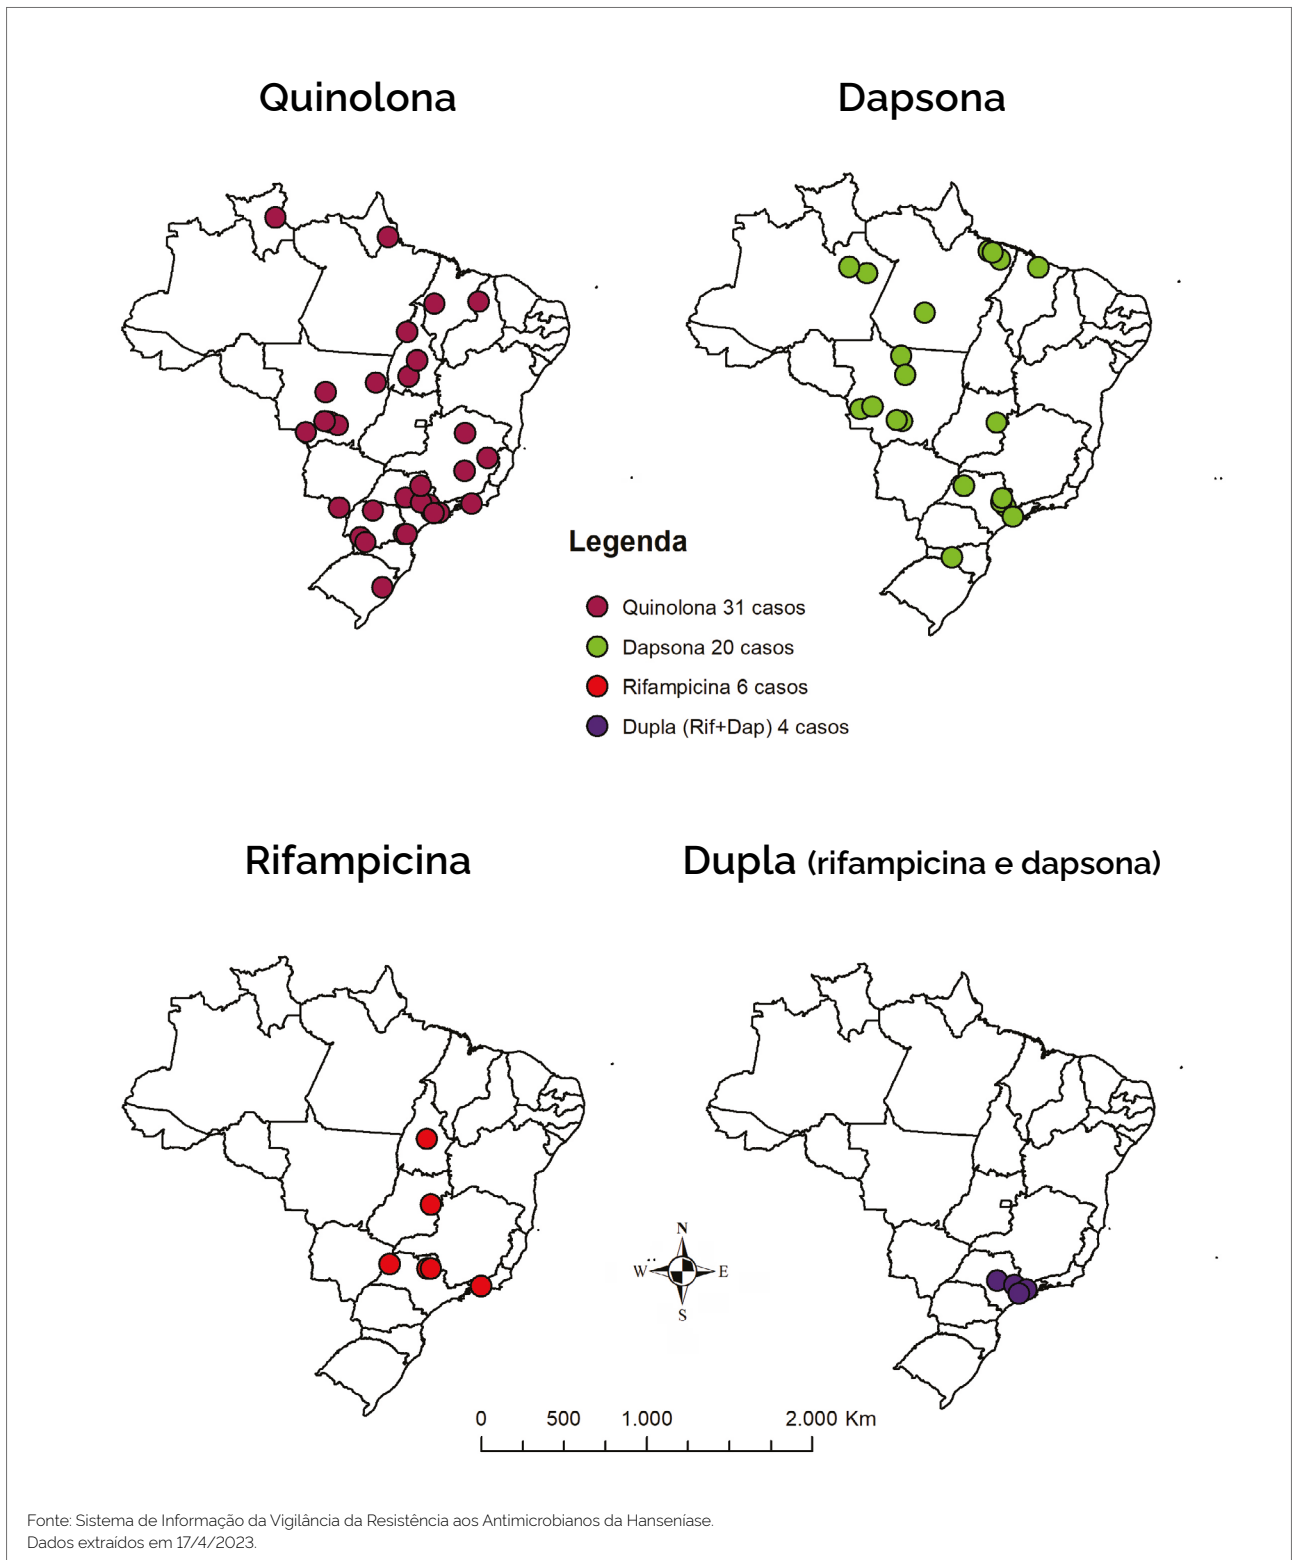 Quinolona
Dapsona
Legenda
Quinolona 31 casos
Dapsona 20 casos
Rifampicina 6 casos
Dupla (Rif+Dap) 4 casos
Rifampicina
Dupla (rifampicina e dapsona)
N
W
E
S
0 500 1.000 2.000 Km
Fonte: Sistema de Informação da Vigilância da Resistência aos Antimicrobianos da Hanseníase.
Dados extraídos em 17/4/2023.